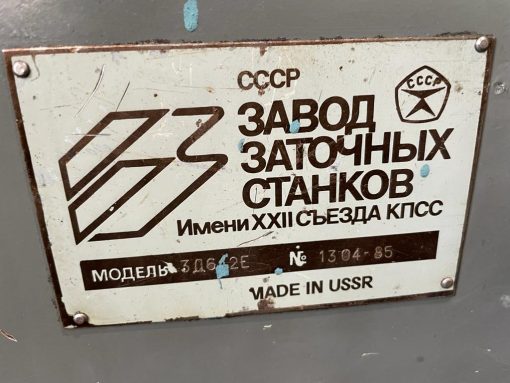 СССР
СССР
ЗАВОД
ЗАТОЧНЫХ
СТАНКОВ
Имени XXII СЪЕЗДА КПСС
МОДЕЛЬ 3Д642Е № 1304-85
MADE IN USSR